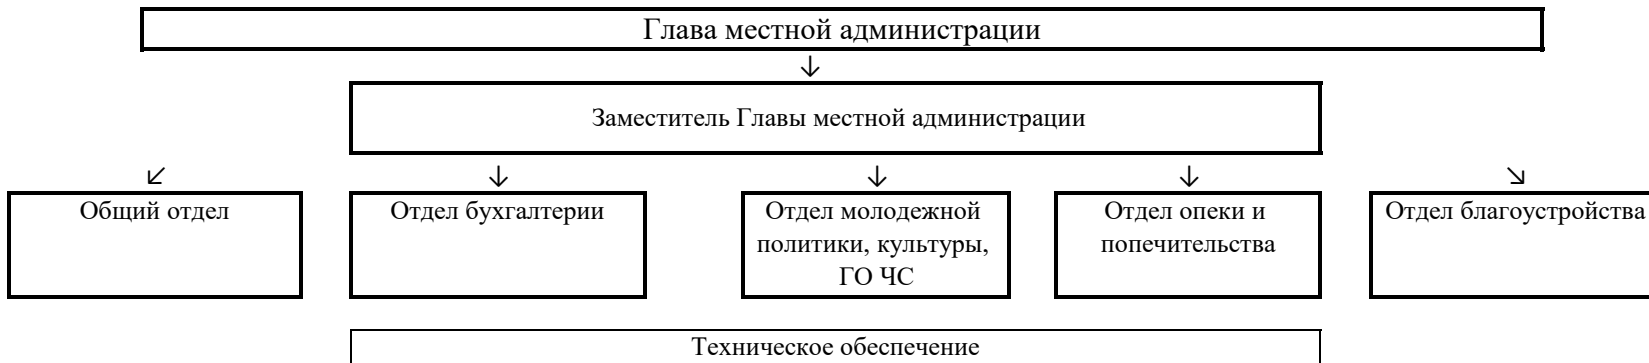 Глава местной администрации
Заместитель Главы местной администрации
Общий отдел
Отдел бухгалтерии
Отдел молодежной
политики, культуры,
ГО ЧС
Отдел опеки и
попечительства
Отдел благоустройства
Техническое обеспечение